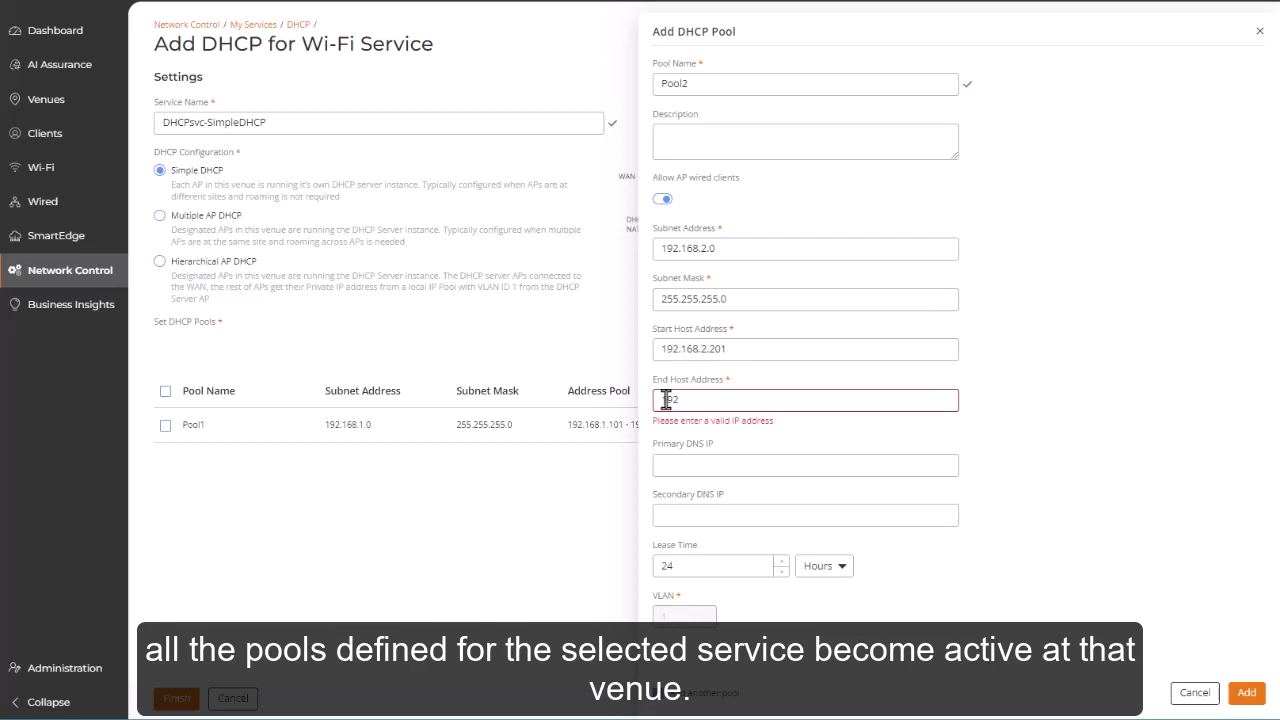 Dashboard
AI Assurance
Venues
Clients
Wi-Fi
Wired
SmartEdge
Network Control
Business Insights
Administration
Collapse
Network Control / My Services / DHCP /
Add DHCP for Wi-Fi Service
Settings
Service Name *
DHCPsvc-SimpleDHCP
DHCP Configuration *
Simple DHCP
Each AP in this venue is running it's own DHCP server instance. Typically configured when APs are at
different sites and roaming is not required
Multiple AP DHCP
Designated APs in this venue are running the DHCP Server instance. Typically configured when multiple
APs are at the same site and roaming across APs is needed
Hierarchical AP DHCP
Designated APs in this venue are running the DHCP Server instance. The DHCP server APs connected to
the WAN, the rest of APs get their Private IP address from a local IP Pool with VLAN ID 1 from the DHCP
Server AP
WAN
Set DHCP Pools *
Pool Name Subnet Address Subnet Mask Address Pool
Pool1 192.168.1.0 255.255.255.0 192.168.1.101 - 19
Finish Cancel
Add DHCP Pool
Pool Name *
Pool2
Description
Allow AP wired clients
Subnet Address *
192.168.2.0
Subnet Mask *
255.255.255.0
Start Host Address *
192.168.2.201
End Host Address *
192
Please enter a valid IP address
Primary DNS IP
Secondary DNS IP
Lease Time
24 Hours
VLAN *
1
another pool
Cancel Add
all the pools defined for the selected service become active at that
venue.